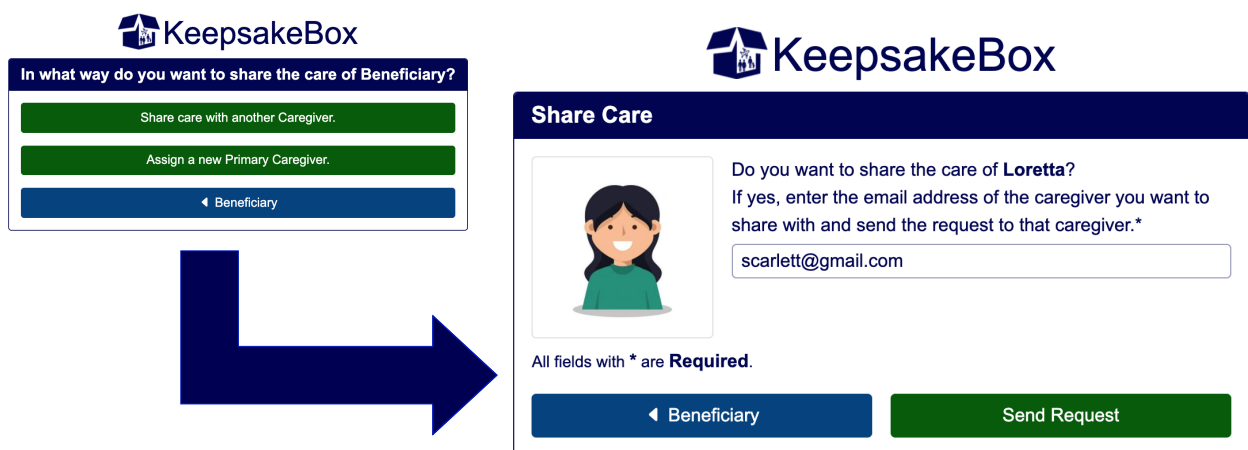 KeepsakeBox
In what way do you want to share the care of Beneficiary?
Share care with another Caregiver.
Assign a new Primary Caregiver.
Beneficiary
KeepsakeBox
Share Care
Do you want to share the care of Loretta?
If yes, enter the email address of the caregiver you want to
share with and send the request to that caregiver.*
scarlett@gmail.com
All fields with * are Required.
Beneficiary
Send Request